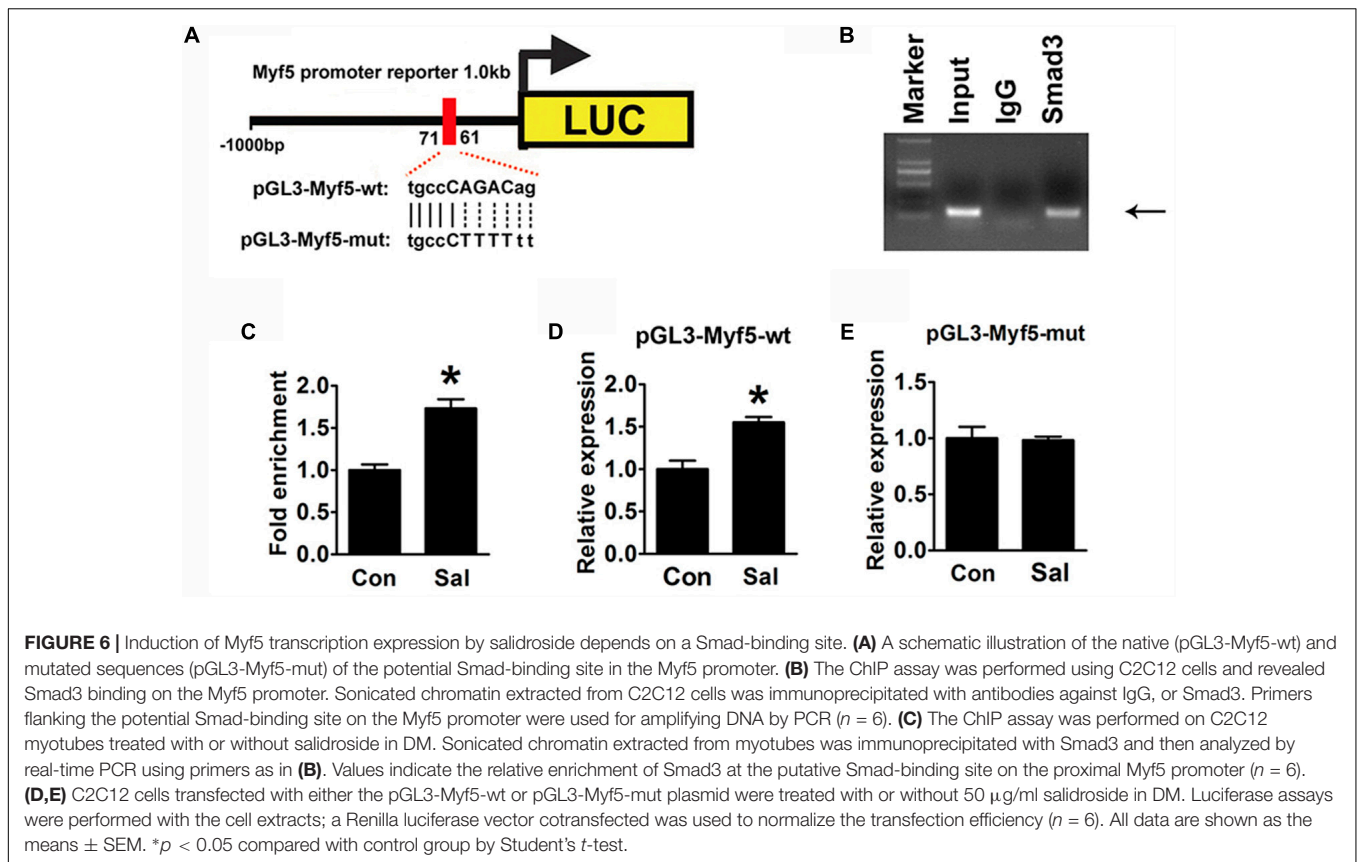 A
Myf5 promoter reporter 1.0kb
LUC
-1000bp
71
61
pGL3-Myf5-wt: tgccCAGACag
pGL3-Myf5-mut: tgccCTTTTtt
B
Marker
Input
IgG
Smad3
C
Fold enrichment
2.0
1.5
1.0
0.5
0.0
*
Con
Sal
D
pGL3-Myf5-wt
Relative expression
2.0
1.5
1.0
0.5
0.0
*
Con
Sal
E
pGL3-Myf5-mut
Relative expression
1.5
1.0
0.5
0.0
Con
Sal
FIGURE 6 | Induction of Myf5 transcription expression by salidroside depends on a Smad-binding site. (A) A schematic illustration of the native (pGL3-Myf5-wt) and
mutated sequences (pGL3-Myf5-mut) of the potential Smad-binding site in the Myf5 promoter. (B) The ChIP assay was performed using C2C12 cells and revealed
Smad3 binding on the Myf5 promoter. Sonicated chromatin extracted from C2C12 cells was immunoprecipitated with antibodies against IgG, or Smad3. Primers
flanking the potential Smad-binding site on the Myf5 promoter were used for amplifying DNA by PCR (n = 6). (C) The ChIP assay was performed on C2C12
myotubes treated with or without salidroside in DM. Sonicated chromatin extracted from myotubes was immunoprecipitated with Smad3 and then analyzed by
real-time PCR using primers as in (B). Values indicate the relative enrichment of Smad3 at the putative Smad-binding site on the proximal Myf5 promoter (n = 6).
(D,E) C2C12 cells transfected with either the pGL3-Myf5-wt or pGL3-Myf5-mut plasmid were treated with or without 50 μg/ml salidroside in DM. Luciferase assays
were performed with the cell extracts; a Renilla luciferase vector cotransfected was used to normalize the transfection efficiency (n = 6). All data are shown as the
means ± SEM. *p < 0.05 compared with control group by Student's t-test.